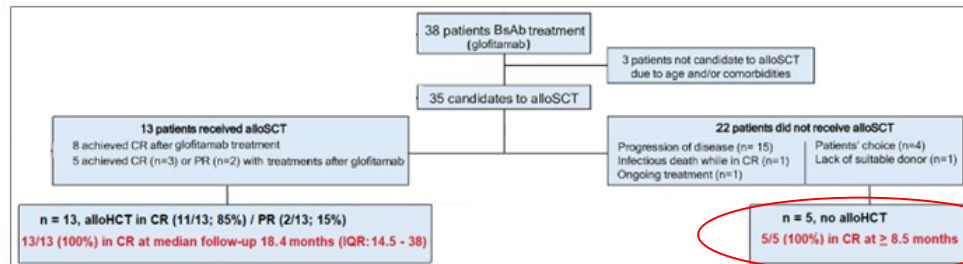 38 patients BsAb treatment
(glofitamab)
3 patients not candidate to alloSCT
due to age and/or comorbidities
35 candidates to alloSCT
13 patients received alloSCT
8 achieved CR after glofitamab treatment
5 achieved CR (n=3) or PR (n=2) with treatments after glofitamab
22 patients did not receive alloSCT
Progression of disease (n= 15)
Infectious death while in CR (n=1)
Ongoing treatment (n=1)
Patients' choice (n=4)
Lack of suitable donor (n=1)
n = 13, alloHCT in CR (11/13; 85%) / PR (2/13; 15%)
13/13 (100%) in CR at median follow-up 18.4 months (IQR: 14.5 - 38)
n = 5, no alloHCT
5/5 (100%) in CR at ≥ 8.5 months